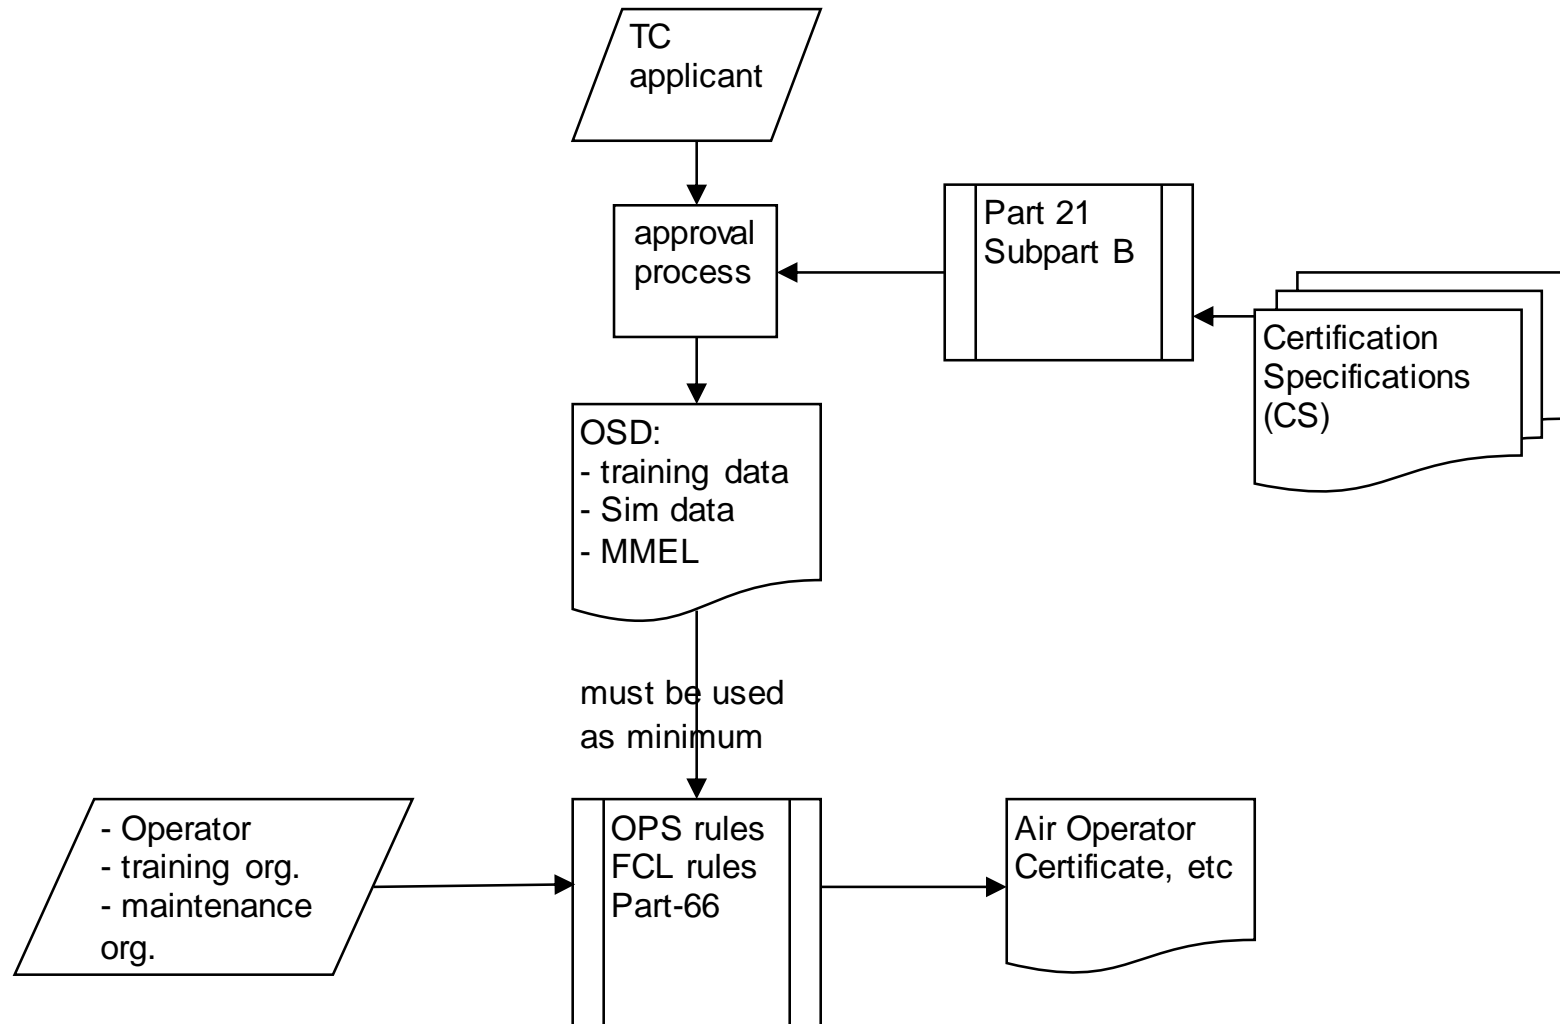 TC
applicant
approval
process
Part 21
Subpart B
Certification
Specifications
(CS)
OSD:
- training data
- Sim data
- MMEL
must be used
as minimum
- Operator
- training org.
- maintenance
org.
OPS rules
FCL rules
Part-66
Air Operator
Certificate, etc